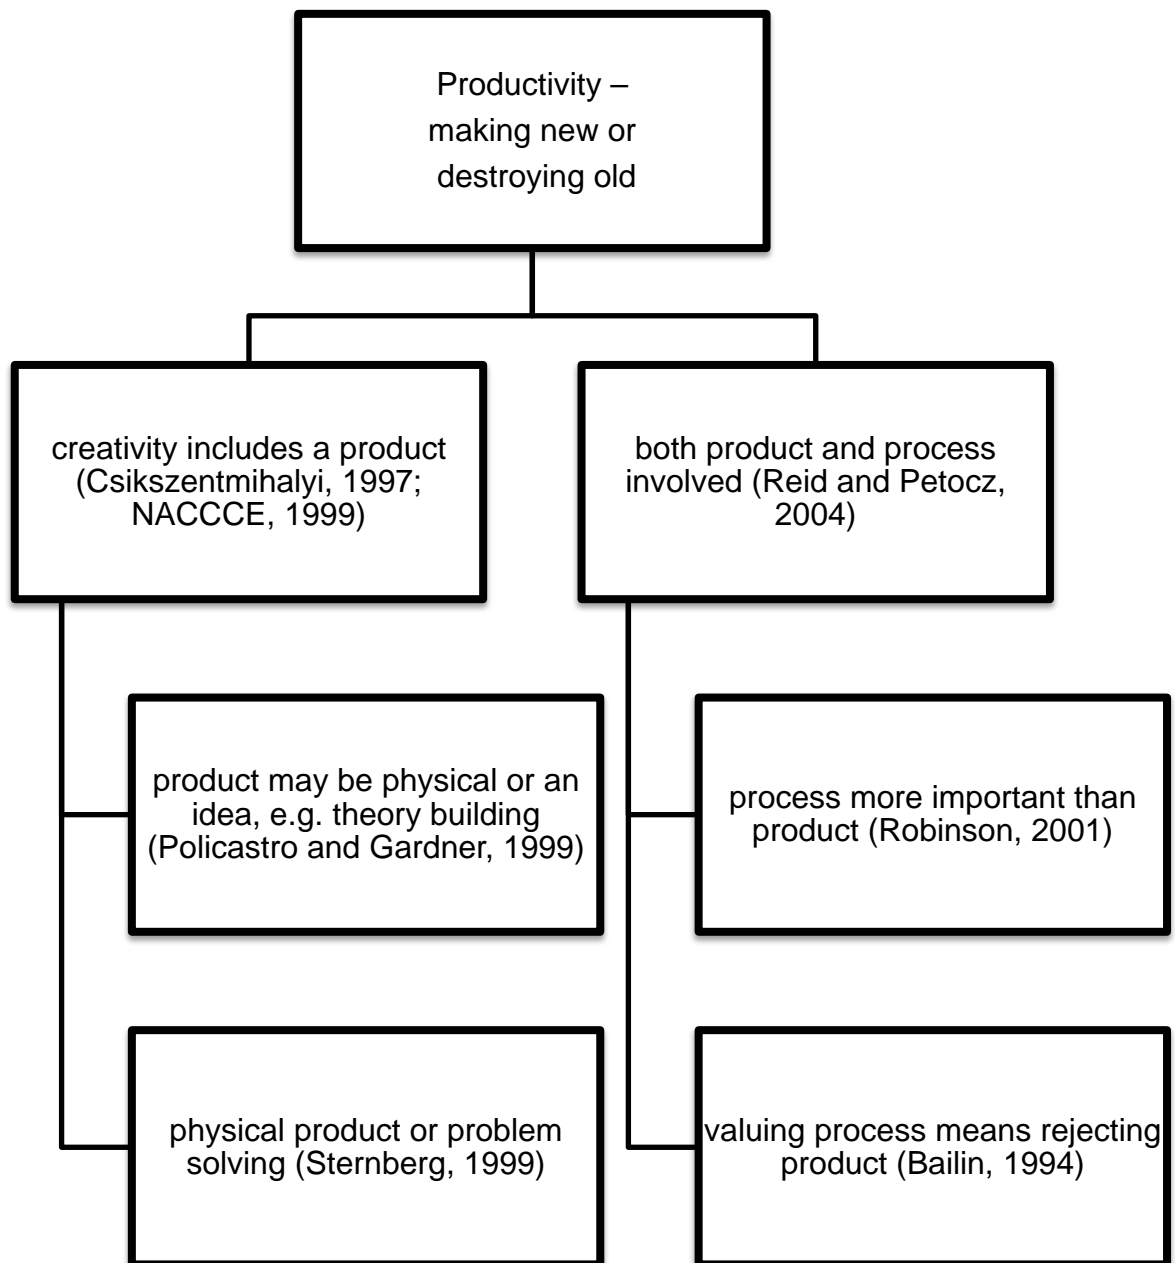 Productivity –
making new or
destroying old
creativity includes a product
(Csikszentmihalyi, 1997;
NACCCE, 1999)
both product and process
involved (Reid and Petocz,
2004)
product may be physical or an
idea, e.g. theory building
(Policastro and Gardner, 1999)
process more important than
product (Robinson, 2001)
physical product or problem
solving (Sternberg, 1999)
valuing process means rejecting
product (Bailin, 1994)